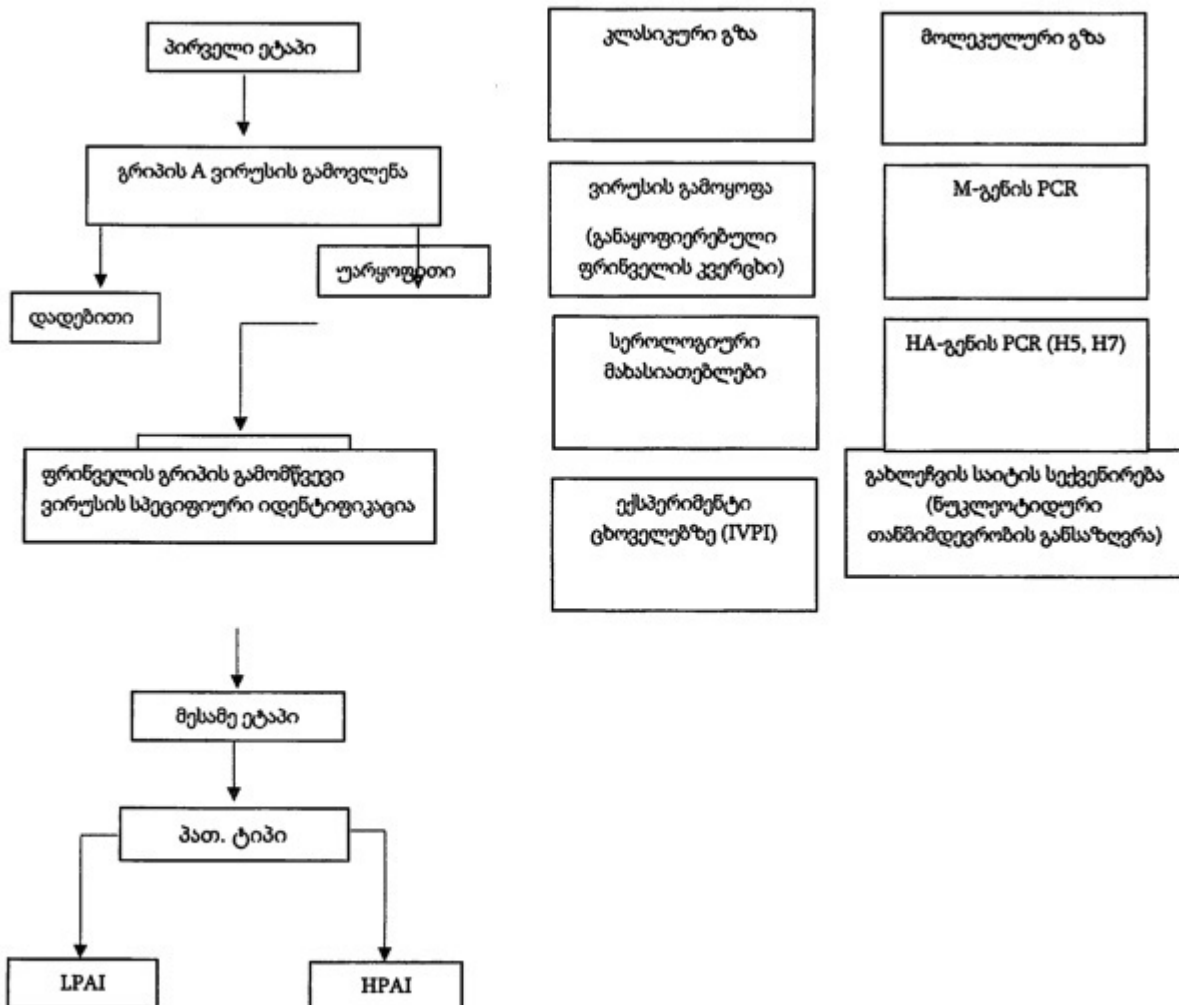 პირველი ეტაპი
გრიპის A ვირუსის გამოვლენა
უარყოფითი
დადებითი
ფრინველის გრიპის გამომწვევი
ვირუსის სპეციფიური იდენტიფიკაცია
მესამე ეტაპი
პათ. ტიპი
LPAI
HPAI
კლასიკური გზა
ვირუსის გამოყოფა
(განაყოფიერებული
ფრინველის კვერცხი)
სეროლოგიური
მახასიათებლები
ექსპერიმენტი
ცხოველებზე (IVPI)
მოლეკულური გზა
M-გენის PCR
HA-გენის PCR (H5, H7)
გახლეჩვის საიტის სექვენირება
(ნუკლეოტიდური
თანმიმდევრობის განსაზღვრა)